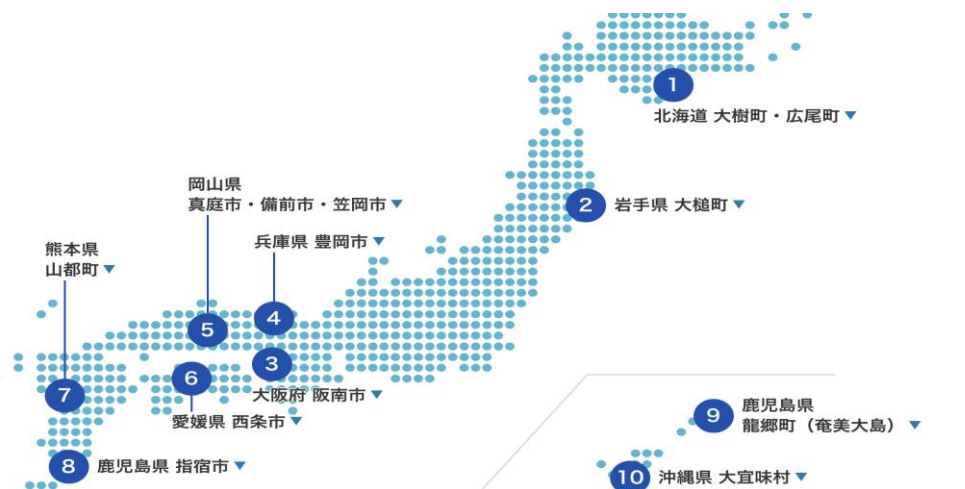 1
北海道 大樹町・広尾町▼
岡山県
真庭市・備前市・笠岡市▼
2
岩手県 大槌町▼
兵庫県 豊岡市▼
熊本県
山都町▼
4
5
3
6
大阪府 阪南市▼
7
愛媛県 西条市▼
9
鹿児島県
龍郷町（奄美大島）▼
8
鹿児島県 指宿市▼
10
沖縄県 大宜味村▼